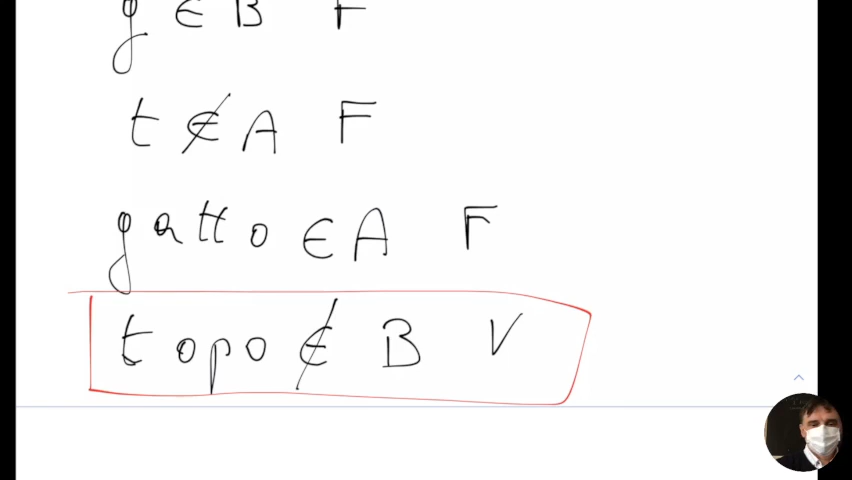 g ∈ B F
t ∉ A F
gatto ∈ A F
topo ∉ B V